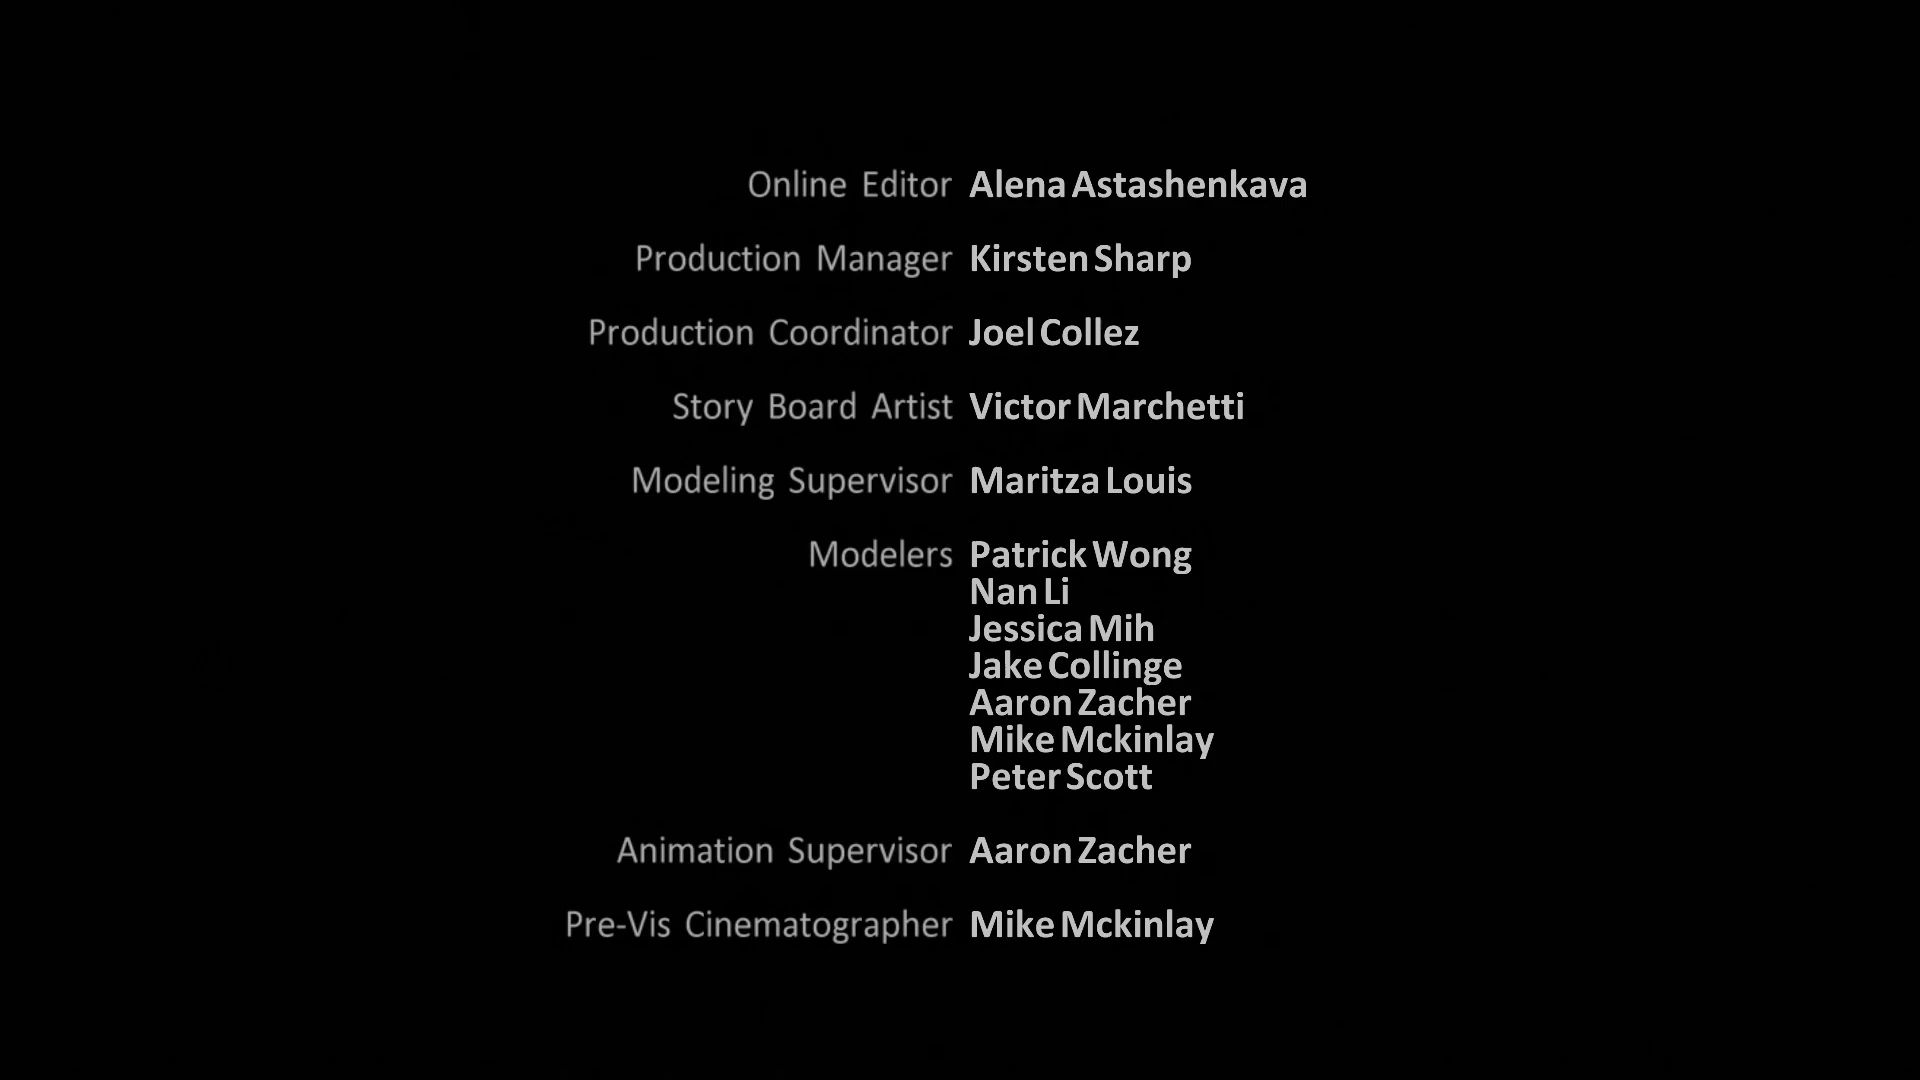 Online Editor Alena Astashenkava
Production Manager Kirsten Sharp
Production Coordinator Joel Collez
Story Board Artist Victor Marchetti
Modeling Supervisor Maritza Louis
Modelers Patrick Wong
Nan Li
Jessica Mih
Jake Collinge
Aaron Zacher
Mike Mckinlay
Peter Scott
Animation Supervisor Aaron Zacher
Pre-Vis Cinematographer Mike Mckinlay